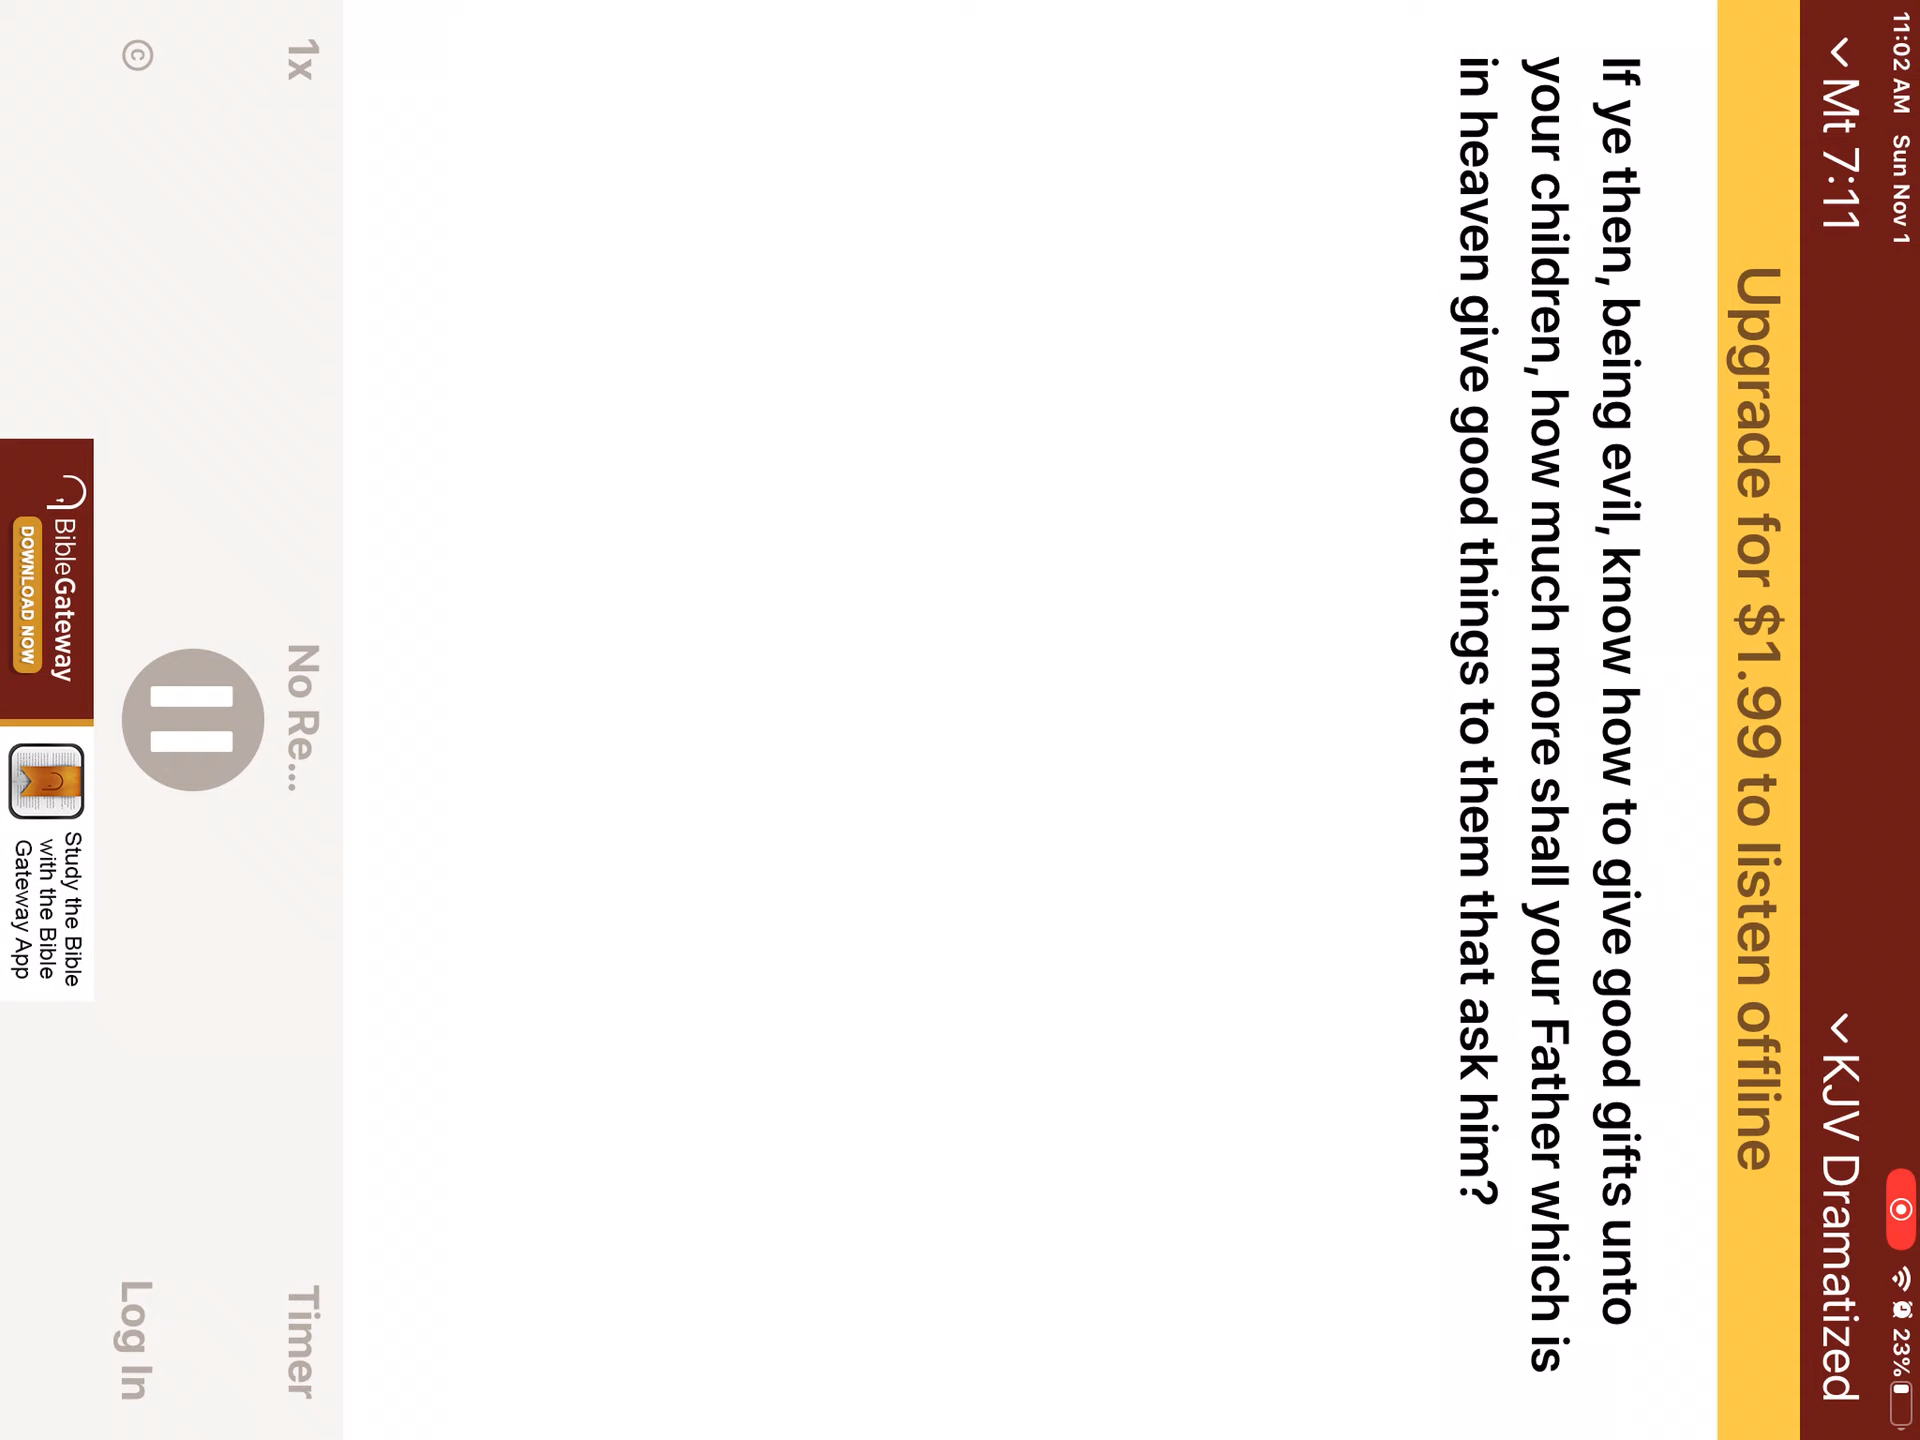 11:02 AM Sun Nov 1
23%
Mt 7:11
KJV Dramatized
Upgrade for $1.99 to listen offline
If ye then, being evil, know how to give good gifts unto
your children, how much more shall your Father which is
in heaven give good things to them that ask him?
1x
No Re...
Timer
©
Log In
BibleGateway
DOWNLOAD NOW
Study the Bible
with the Bible
Gateway App